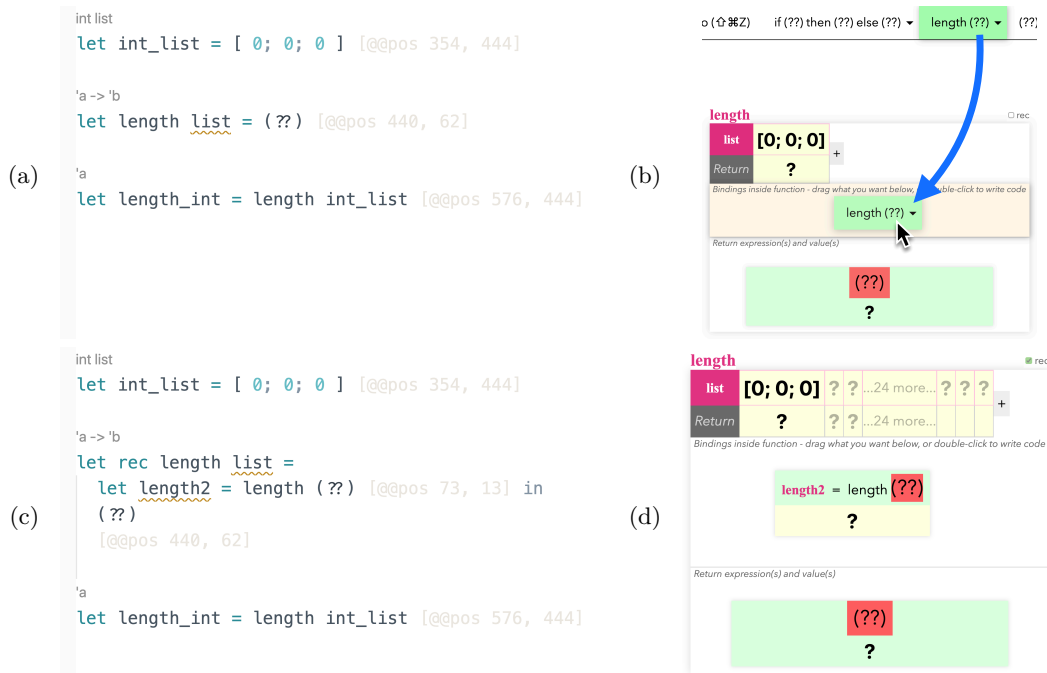 (a)
int list
let int_list = [ 0; 0; 0 ] [@@pos 354, 444]
'a -> 'b
let length list = (??) [@@pos 440, 62]
'a
let length_int = length int_list [@@pos 576, 444]
(b)
o (⇧⌘Z) if (??) then (??) else (??) ▾ length (??) ▾ (??)
length rec
list [0; 0; 0] +
Return ?
Bindings inside function - drag what you want below, uble-click to write code
length (??) ▾
Return expression(s) and value(s)
(??)
?
(c)
int list
let int_list = [ 0; 0; 0 ] [@@pos 354, 444]
'a -> 'b
let rec length list =
let length2 = length (??) [@@pos 73, 13] in
(??)
[@@pos 440, 62]
'a
let length_int = length int_list [@@pos 576, 444]
(d)
length rec
list [0; 0; 0] ? ? ...24 more... ? ? ? +
Return ? ? ? ...24 more...
Bindings inside function - drag what you want below, or double-click to write code
length2 = length (??)
?
Return expression(s) and value(s)
(??)
?